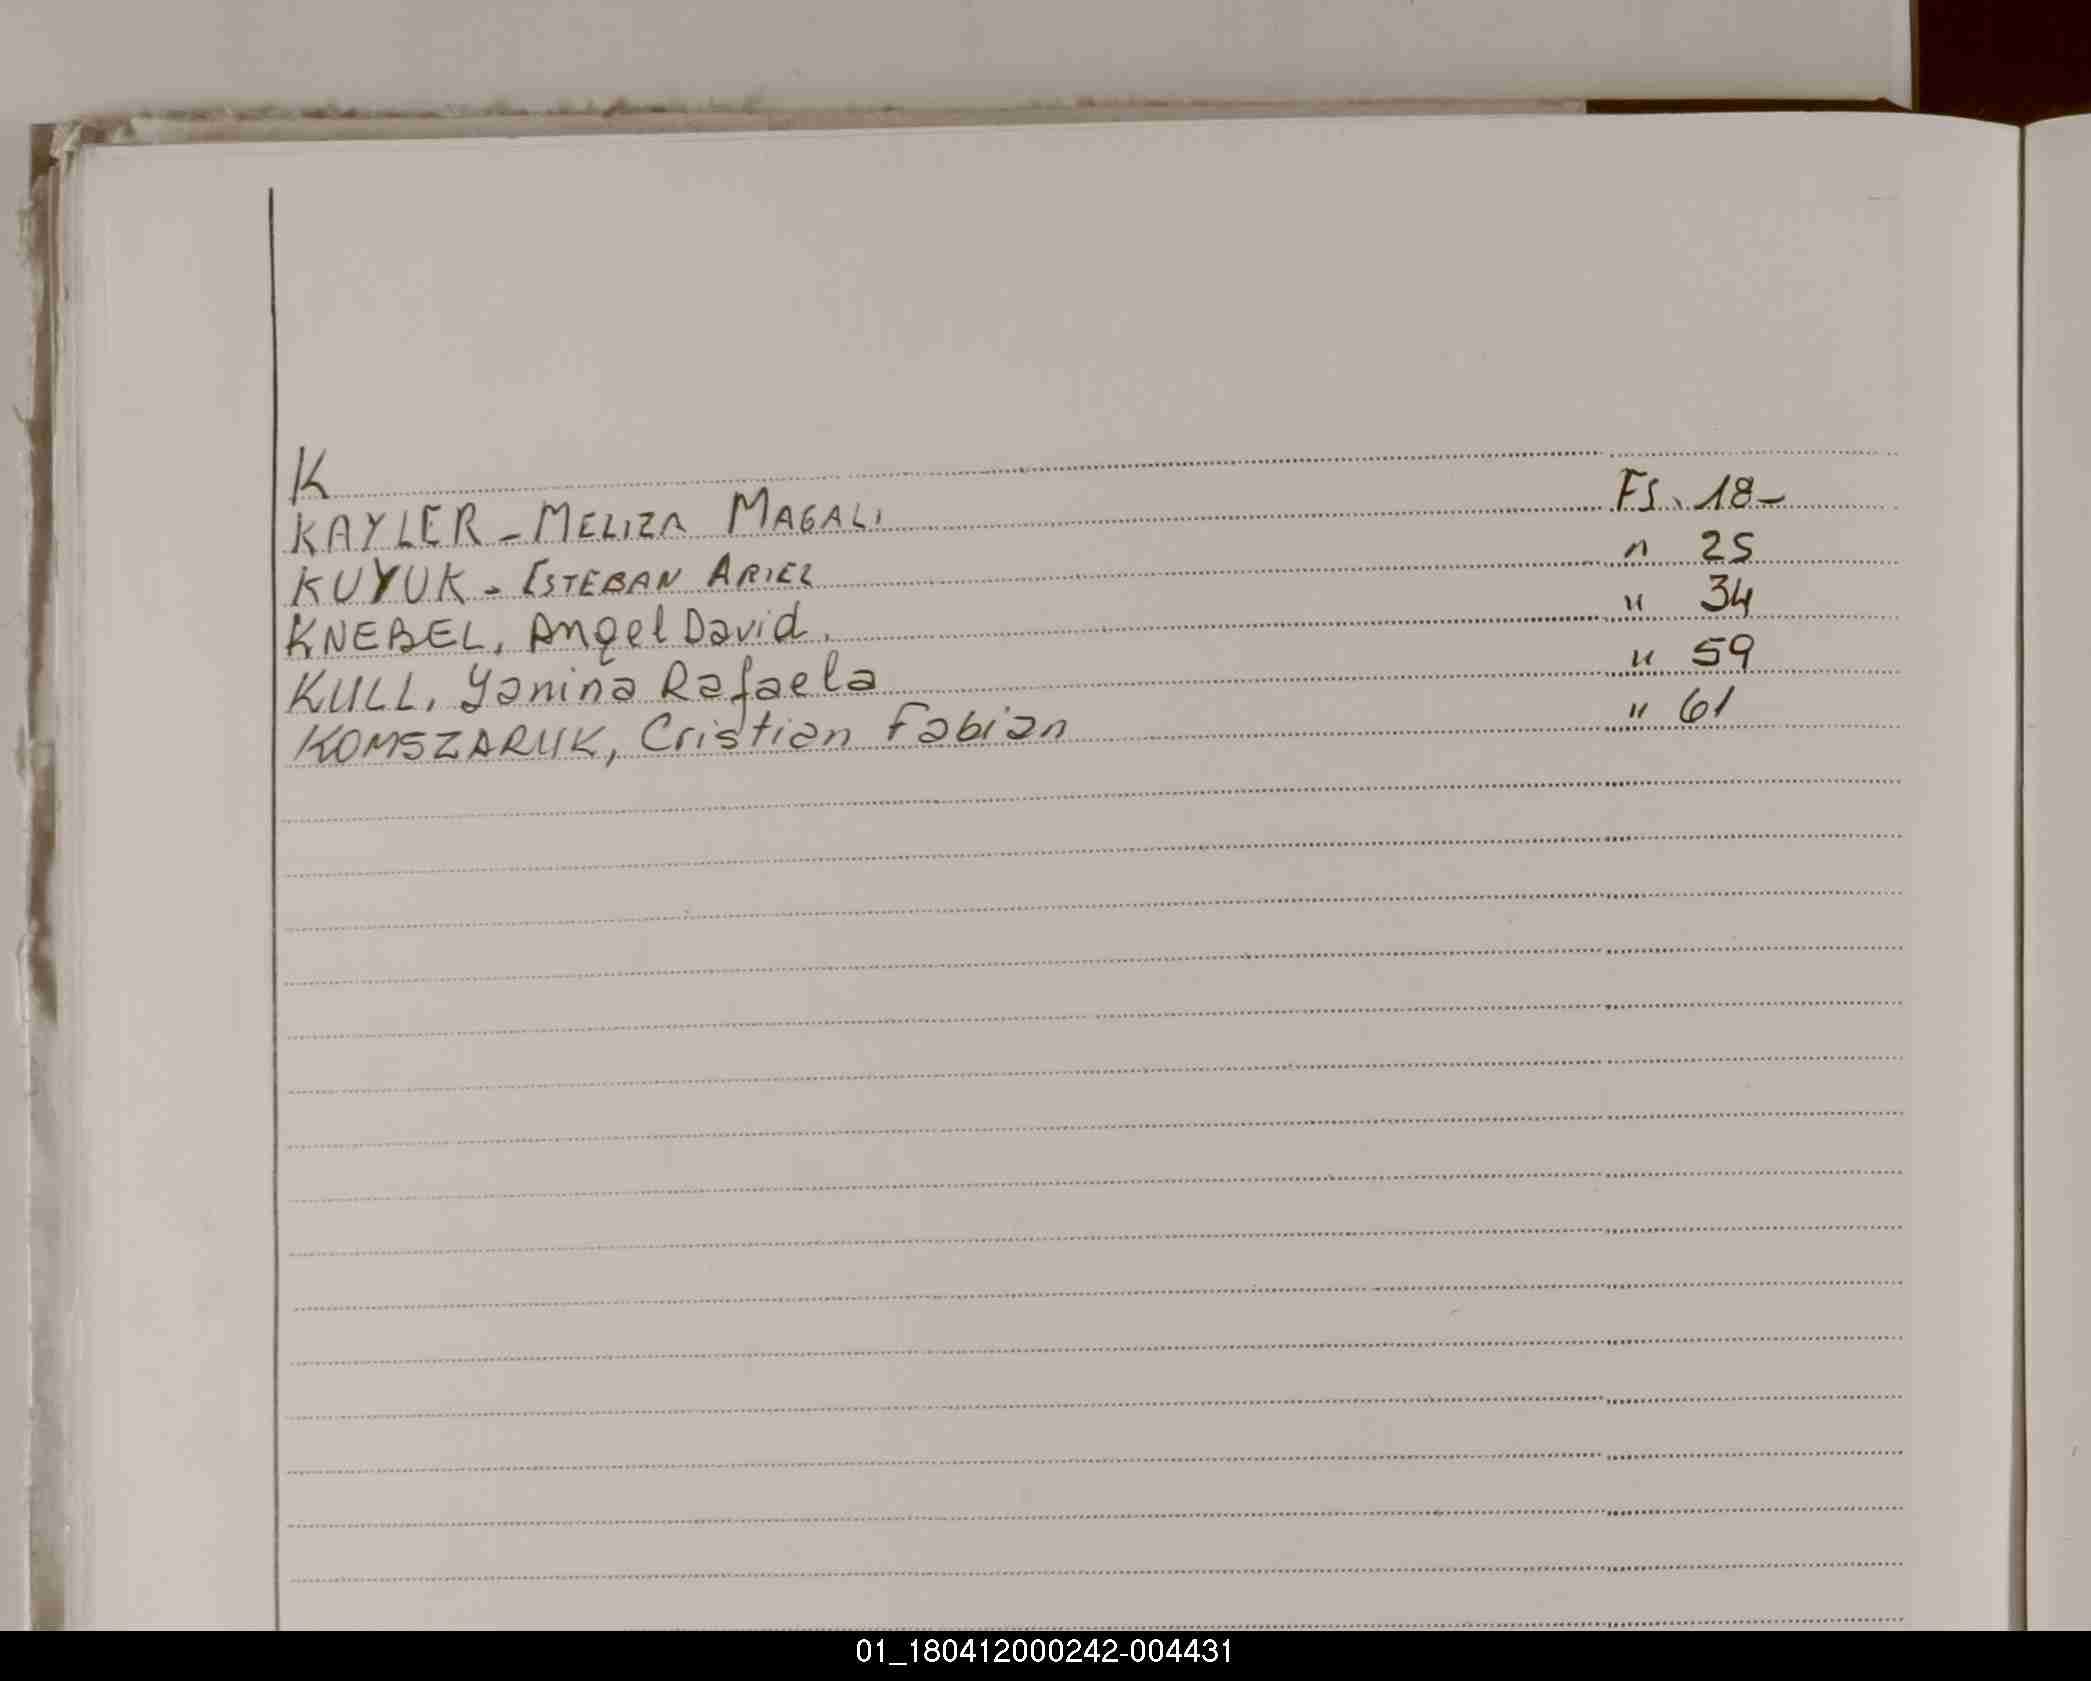 K
KAYLER - MELIZA MAGALI Fs. 18-
KUYUK - ESTEBAN ARIEL " 25
KNEBEL, Angel David. " 34
KULL, Yanina Rafaela " 59
KOMSZARUK, Cristian Fabian " 61
01_180412000242-004431